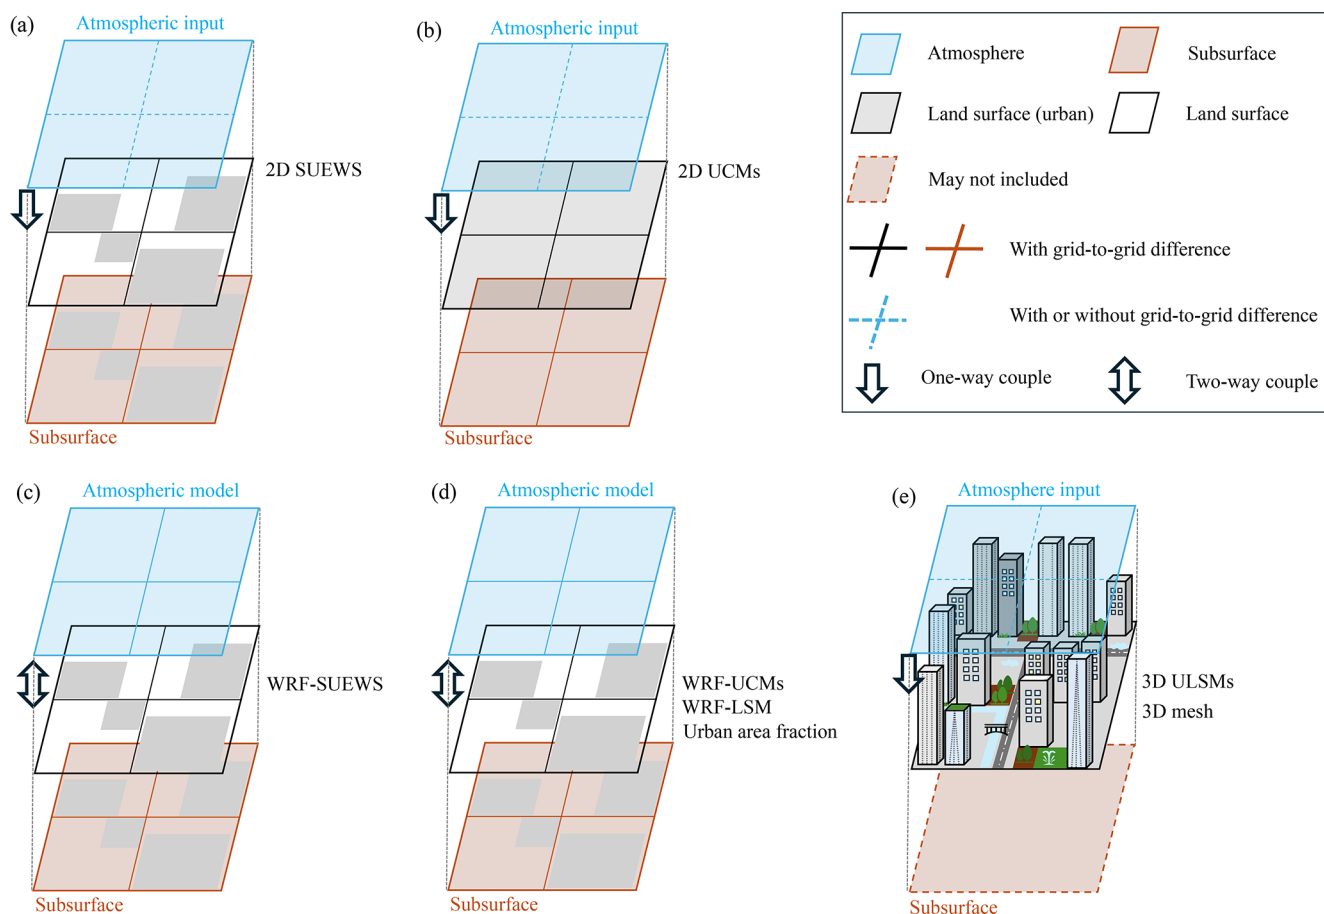 (a)
Atmospheric input
2D SUEWS
Subsurface
(b)
Atmospheric input
2D UCMs
Subsurface
Atmosphere
Subsurface
Land surface (urban)
Land surface
May not included
With grid-to-grid difference
With or without grid-to-grid difference
One-way couple
Two-way couple
(c)
Atmospheric model
WRF-SUEWS
Subsurface
(d)
Atmospheric model
WRF-UCMs
WRF-LSM
Urban area fraction
Subsurface
(e)
Atmosphere input
3D ULSMs
3D mesh
Subsurface